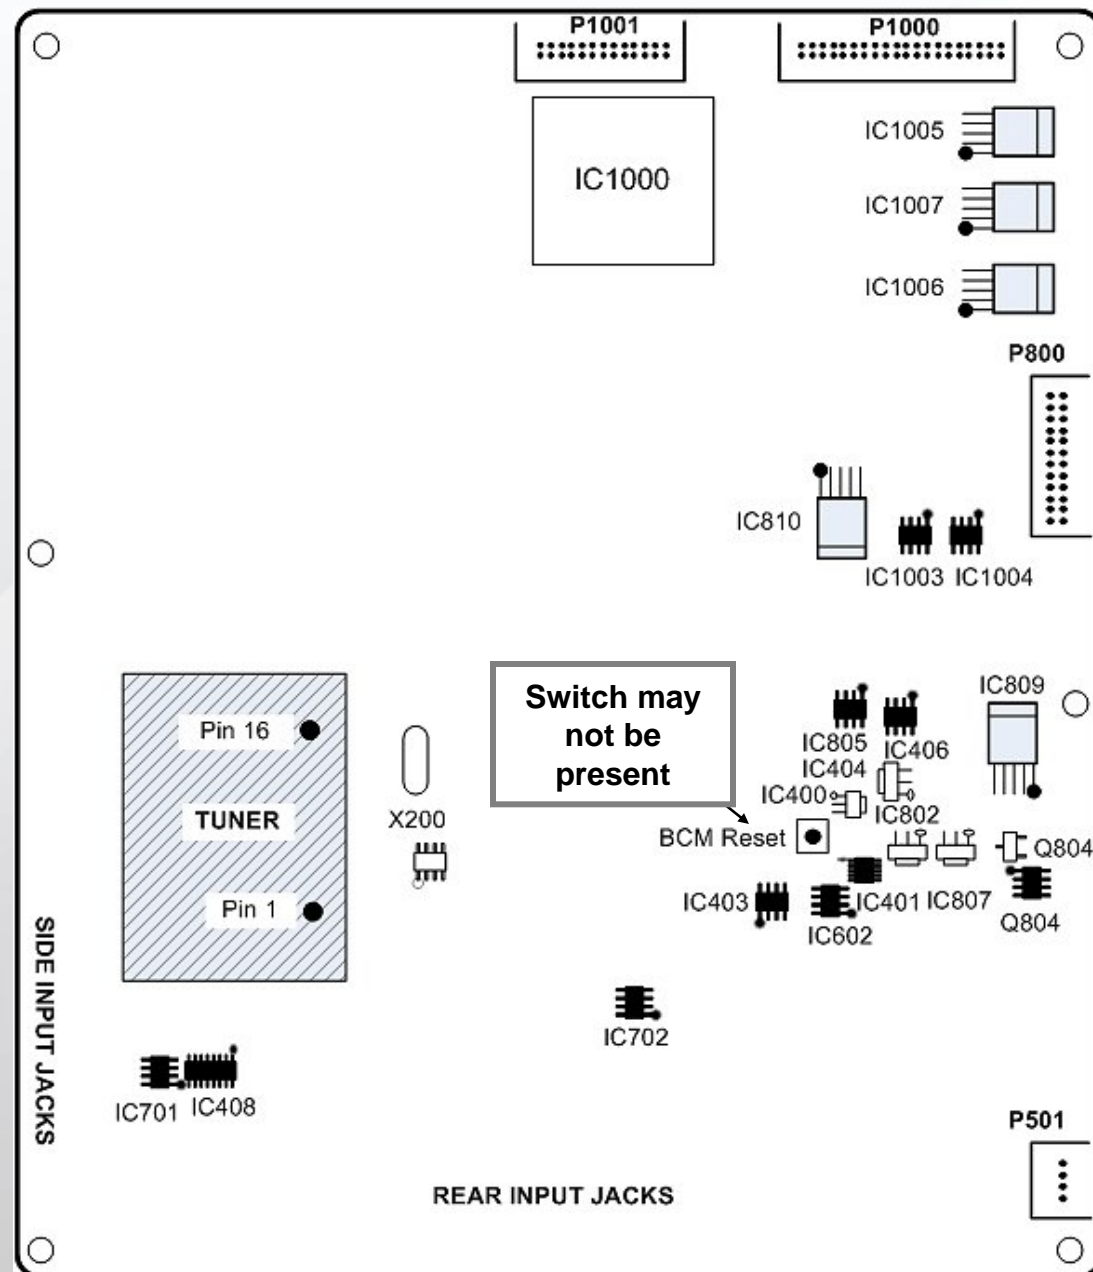 P1001
P1000
IC1005
IC1000
IC1007
IC1006
P800
IC810
IC1003
IC1004
Switch may
not be
present
IC809
Pin 16
IC805
IC406
IC404
IC400
IC802
TUNER
X200
BCM Reset
Q804
IC403
IC401
IC807
Pin 1
IC602
Q804
SIDE INPUT JACKS
IC702
IC701
IC408
P501
REAR INPUT JACKS